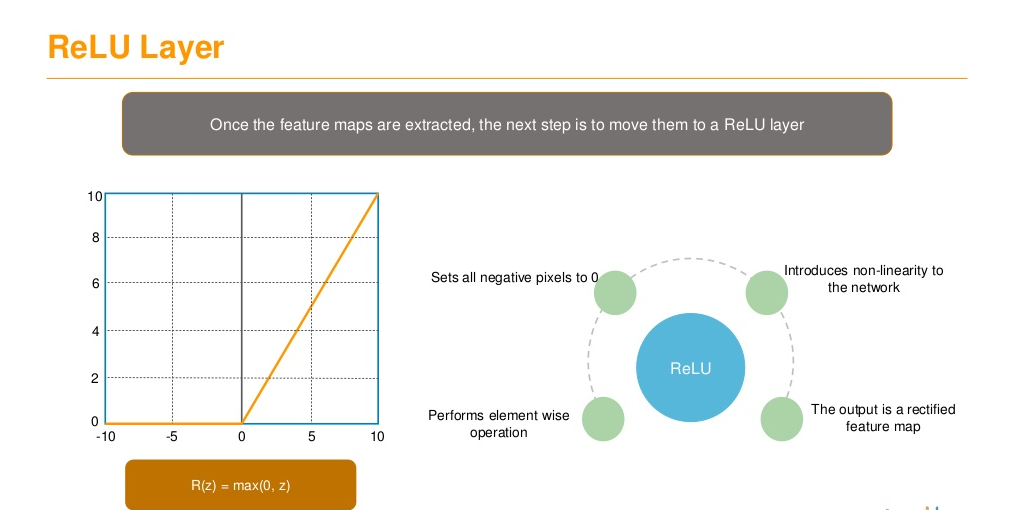 ReLU Layer
Once the feature maps are extracted, the next step is to move them to a ReLU layer
10
8
6
4
2
0
-10
-5
0
5
10
R(z) = max(0, z)
Sets all negative pixels to 0
Introduces non-linearity to
the network
ReLU
Performs element wise
operation
The output is a rectified
feature map